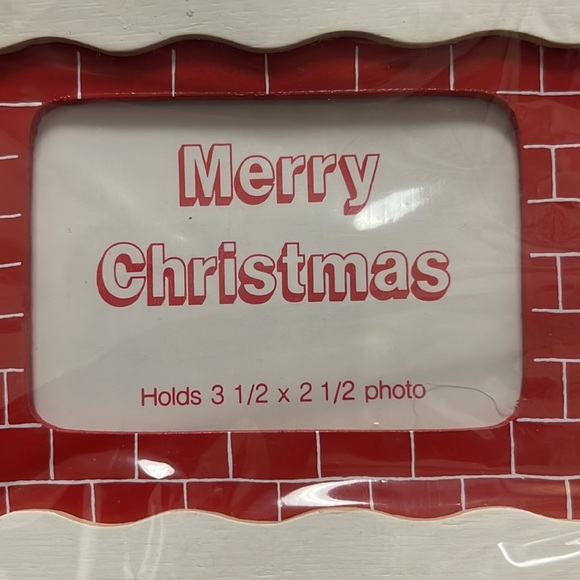 Merry
Christmas
Holds 3 1/2 x 2 1/2 photo